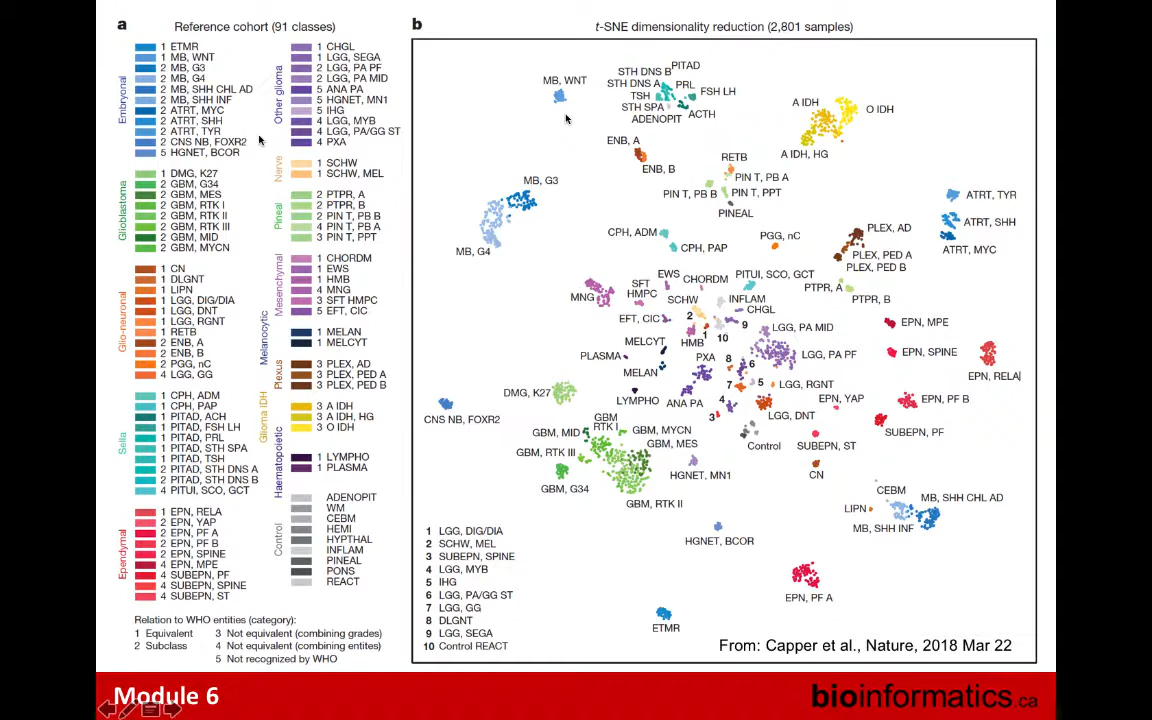 a
Reference cohort (91 classes)
Embryonal
1 ETMR
1 MB, WNT
2 MB, G3
2 MB, G4
2 MB, SHH CHL AD
2 MB, SHH INF
2 ATRT, MYC
2 ATRT, SHH
2 ATRT, TYR
2 CNS NB, FOXR2
5 HGNET, BCOR
Glioblastoma
1 DMG, K27
2 GBM, G34
2 GBM, MES
2 GBM, RTK I
2 GBM, RTK II
2 GBM, RTK III
2 GBM, MID
2 GBM, MYCN
Glio-neuronal
1 CN
1 DLGNT
1 LIPN
1 LGG, DIG/DIA
1 LGG, DNT
1 LGG, RGNT
1 RETB
2 ENB, A
2 ENB, B
2 PGG, nC
4 LGG, GG
Sella
1 CPH, ADM
1 CPH, PAP
1 PITAD, ACH
1 PITAD, FSH LH
1 PITAD, PRL
1 PITAD, STH SPA
1 PITAD, TSH
2 PITAD, STH DNS A
2 PITAD, STH DNS B
4 PITUI, SCO, GCT
Ependymal
1 EPN, RELA
2 EPN, YAP
2 EPN, PF A
2 EPN, PF B
2 EPN, SPINE
4 EPN, MPE
4 SUBEPN, PF
4 SUBEPN, SPINE
4 SUBEPN, ST
Other glioma
1 CHGL
1 LGG, SEGA
2 LGG, PA PF
2 LGG, PA MID
5 ANA PA
5 HGNET, MN1
5 IHG
4 LGG, MYB
4 LGG, PA/GG ST
4 PXA
Nerve
1 SCHW
1 SCHW, MEL
Pineal
2 PTPR, A
2 PTPR, B
2 PIN T, PB B
4 PIN T, PB A
3 PIN T, PPT
Mesenchymal
1 CHORDM
1 EWS
1 HMB
4 MNG
3 SFT HMPC
5 EFT, CIC
Melanocytic
1 MELAN
1 MELCYT
Plexus
3 PLEX, AD
3 PLEX, PED A
3 PLEX, PED B
Glioma IDH
3 A IDH
3 A IDH, HG
3 O IDH
Haematopoietic
1 LYMPHO
1 PLASMA
Control
ADENOPIT
WM
CEBM
HEMI
HYPTHAL
INFLAM
PINEAL
PONS
REACT
Relation to WHO entities (category):
1 Equivalent
2 Subclass
3 Not equivalent (combining grades)
4 Not equivalent (combining entites)
5 Not recognized by WHO
b
t-SNE dimensionality reduction (2,801 samples)
MB, WNT
PITAD
STH DNS B
STH DNS A
PRL
TSH
FSH LH
STH SPA
ACTH
ADENOPIT
A IDH
O IDH
A IDH, HG
ENB, A
ENB, B
RETB
PIN T, PB A
PIN T, PB B
PIN T, PPT
PINEAL
MB, G3
MB, G4
ATRT, TYR
ATRT, SHH
ATRT, MYC
CPH, ADM
CPH, PAP
PGG, nC
PLEX, AD
PLEX, PED A
PLEX, PED B
PTPR, A
PTPR, B
EWS
CHORDM
PITUI, SCO, GCT
SFT
HMPC
MNG
SCHW
INFLAM
CHGL
EFT, CIC
2
9
1
10
HMB
LGG, PA MID
EPN, MPE
MELCYT
PLASMA
PXA
8
6
LGG, PA PF
EPN, SPINE
MELAN
EPN, RELA
DMG, K27
LYMPHO
ANA PA
7
5
LGG, RGNT
4
EPN, YAP
EPN, PF B
CNS NB, FOXR2
3
LGG, DNT
GBM
RTK I
GBM, MYCN
GBM, MID
GBM, MES
Control
SUBEPN, ST
SUBEPN, PF
GBM, RTK III
HGNET, MN1
CN
GBM, G34
GBM, RTK II
CEBM
MB, SHH CHL AD
LIPN
MB, SHH INF
HGNET, BCOR
EPN, PF A
ETMR
1 LGG, DIG/DIA
2 SCHW, MEL
3 SUBEPN, SPINE
4 LGG, MYB
5 IHG
6 LGG, PA/GG ST
7 LGG, GG
8 DLGNT
9 LGG, SEGA
10 Control REACT
From: Capper et al., Nature, 2018 Mar 22
Module 6
bioinformatics.ca